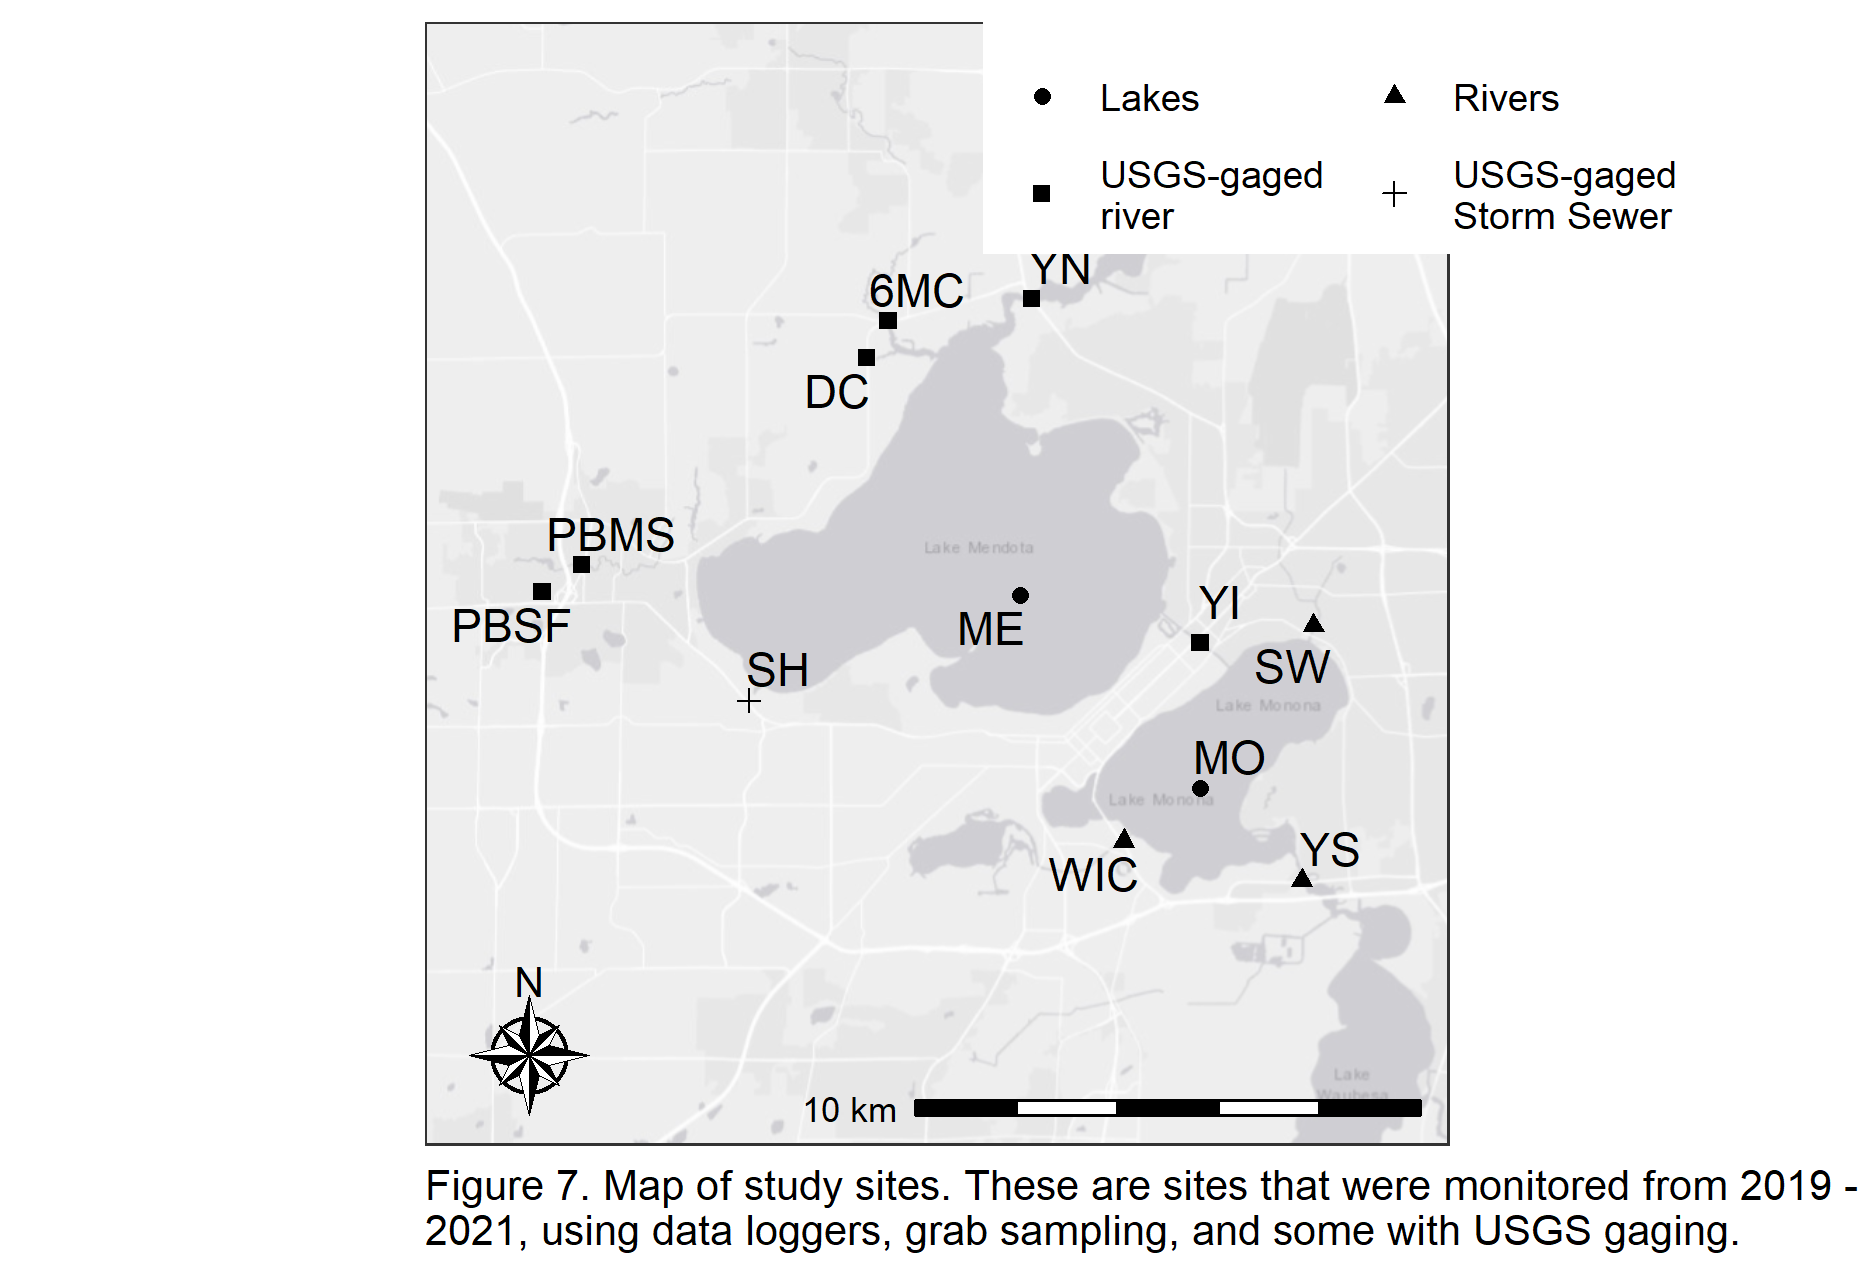 Lakes
Rivers
USGS-gaged
river
USGS-gaged
Storm Sewer
YN
6MC
DC
PBMS
Lake Mendota
PBSF
ME
YI
SH
SW
Lake Monona
MO
Lake Monona
WIC
YS
N
Lake
Waubesa
10 km
Figure 7. Map of study sites. These are sites that were monitored from 2019 -
2021, using data loggers, grab sampling, and some with USGS gaging.